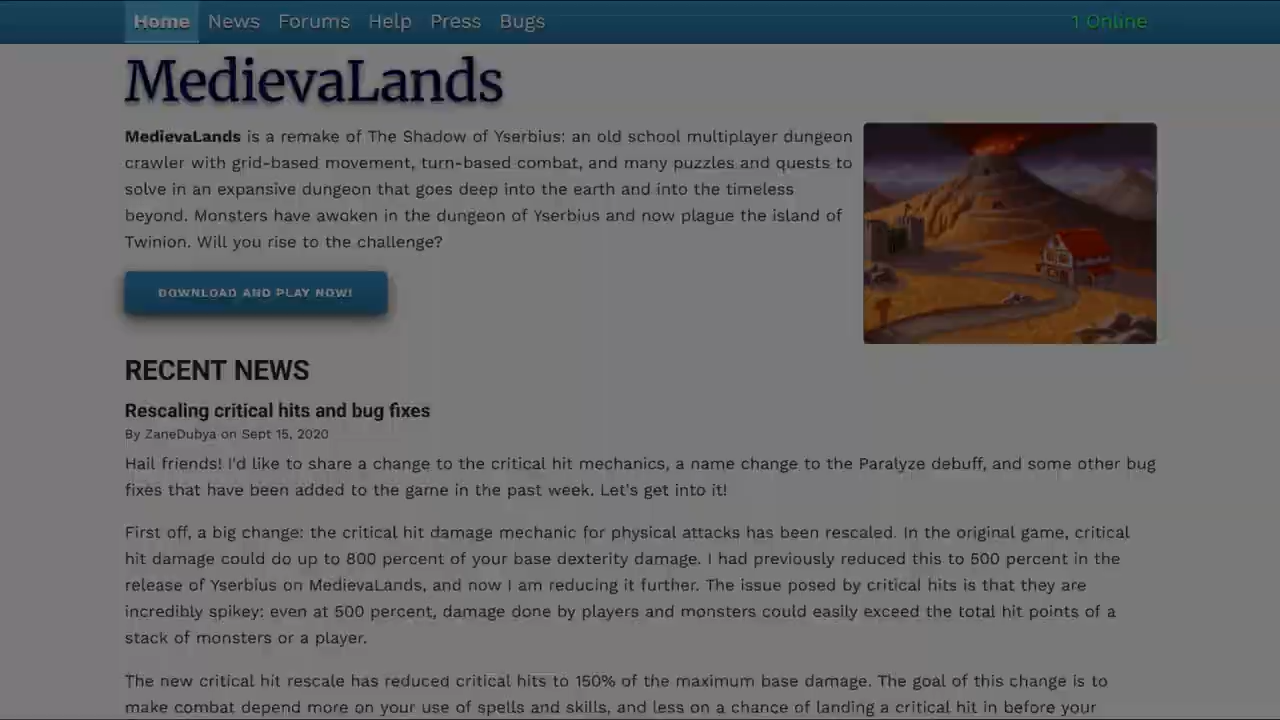 Home News Forums Help Press Bugs 1 Online
MedievaLands
MedievaLands is a remake of The Shadow of Yserbius: an old school multiplayer dungeon
crawler with grid-based movement, turn-based combat, and many puzzles and quests to
solve in an expansive dungeon that goes deep into the earth and into the timeless
beyond. Monsters have awoken in the dungeon of Yserbius and now plague the island of
Twinion. Will you rise to the challenge?
DOWNLOAD AND PLAY NOW!
RECENT NEWS
Rescaling critical hits and bug fixes
By ZaneDubya on Sept 15, 2020
Hail friends! I'd like to share a change to the critical hit mechanics, a name change to the Paralyze debuff, and some other bug
fixes that have been added to the game in the past week. Let's get into it!
First off, a big change: the critical hit damage mechanic for physical attacks has been rescaled. In the original game, critical
hit damage could do up to 800 percent of your base dexterity damage. I had previously reduced this to 500 percent in the
release of Yserbius on MedievaLands, and now I am reducing it further. The issue posed by critical hits is that they are
incredibly spikey: even at 500 percent, damage done by players and monsters could easily exceed the total hit points of a
stack of monsters or a player.
The new critical hit rescale has reduced critical hits to 150% of the maximum base damage. The goal of this change is to
make combat depend more on your use of spells and skills, and less on a chance of landing a critical hit in before your